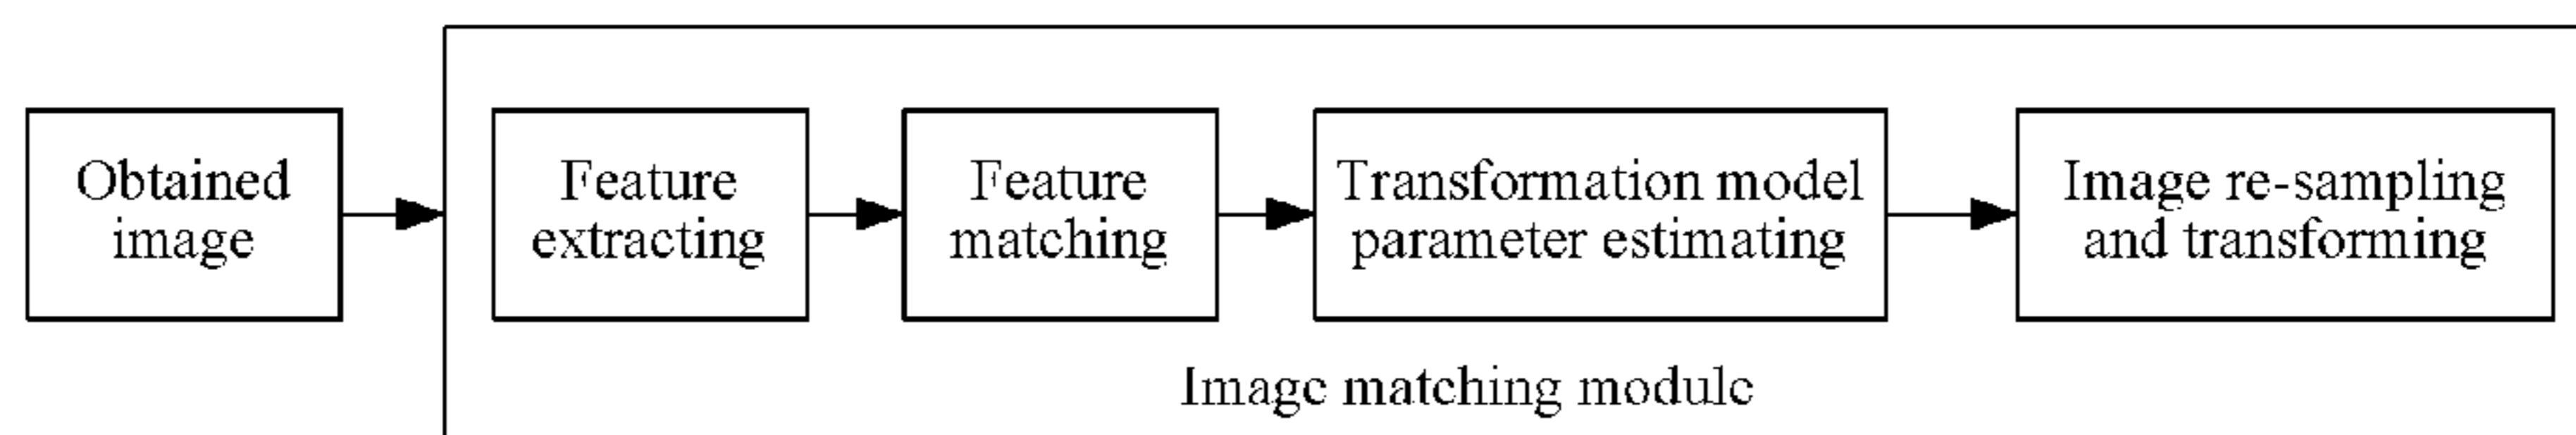 Obtained
image
Feature
extracting
Feature
matching
Transformation model
parameter estimating
Image re-sampling
and transforming
Image matching module